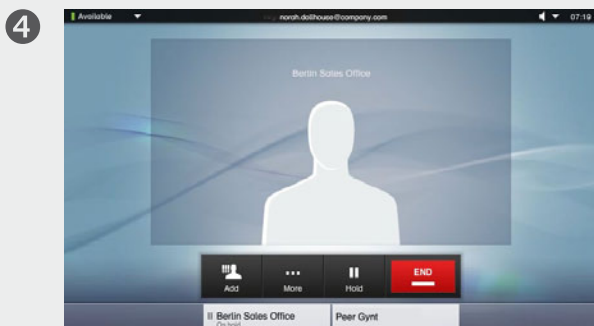 4
Available
norah.dollhouse@company.com
07:19
Berlin Sales Office
Add
More
Hold
END
Berlin Sales Office
Peer Gynt
On hold